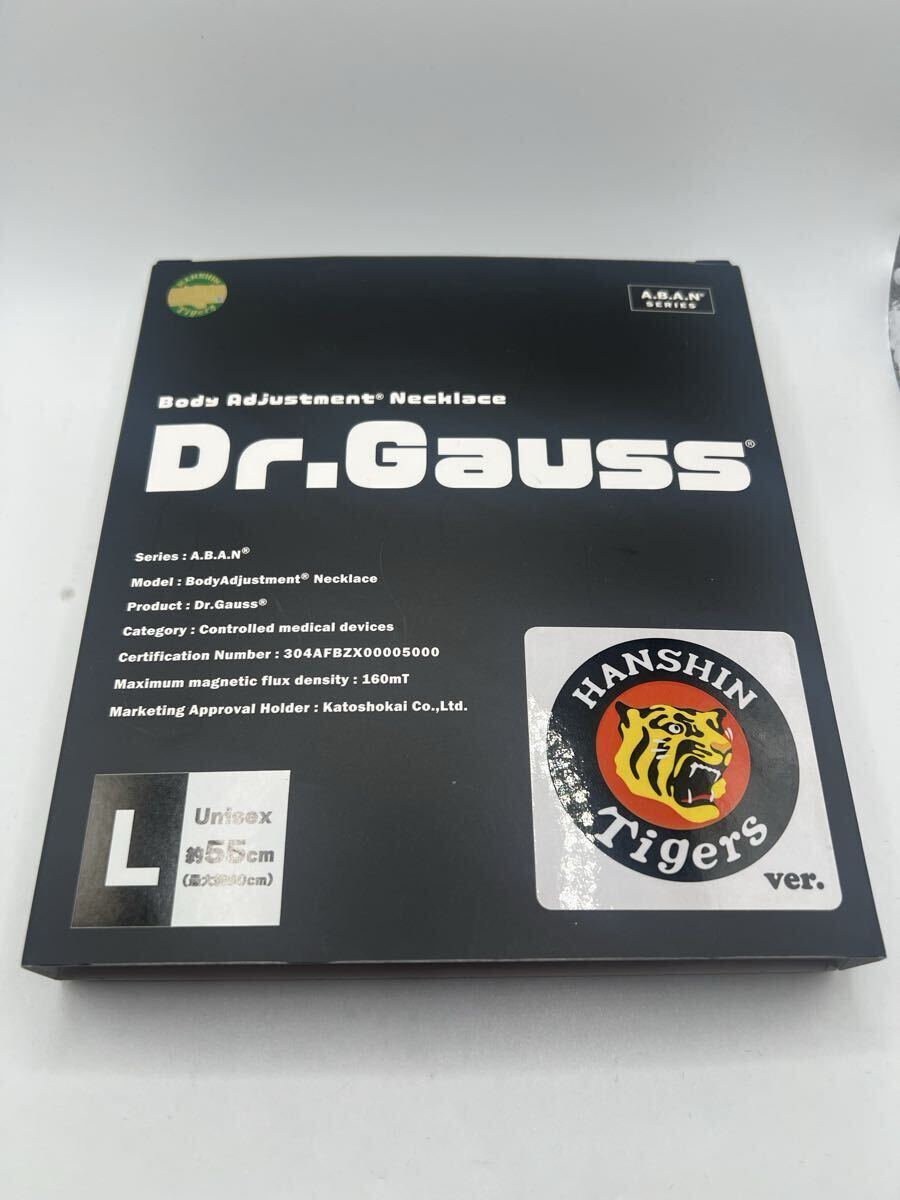 HANSHIN
Tigers
A.B.A.N®
SERIES
Body Adjustment® Necklace
Dr.Gauss®
Series : A.B.A.N®
Model : BodyAdjustment® Necklace
Product : Dr.Gauss®
Category : Controlled medical devices
Certification Number : 304AFBZX00005000
Maximum magnetic flux density : 160mT
Marketing Approval Holder : Katoshokai Co.,Ltd.
L
Unisex
約55cm
HANSHIN
Tigers
ver.